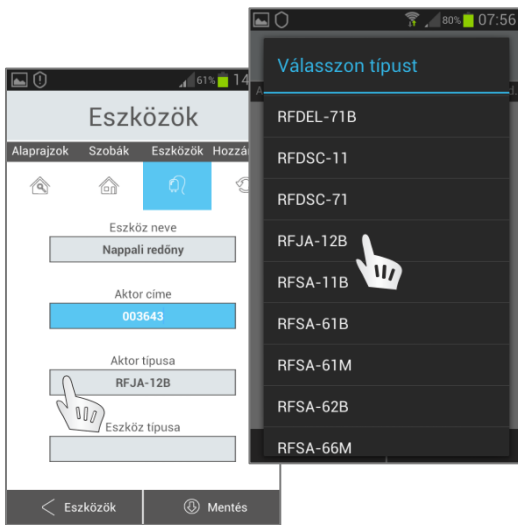 61% 14
Eszközök
Alaprajzok Szobák Eszközök Hozzá
Eszköz neve
Nappali redőny
Aktor címe
003643
Aktor típusa
RFJA-12B
Eszköz típusa
Eszközök Mentés
80% 07:56
Válasszon típust
RFDEL-71B
RFDSC-11
RFDSC-71
RFJA-12B
RFSA-11B
RFSA-61B
RFSA-61M
RFSA-62B
RFSA-66M